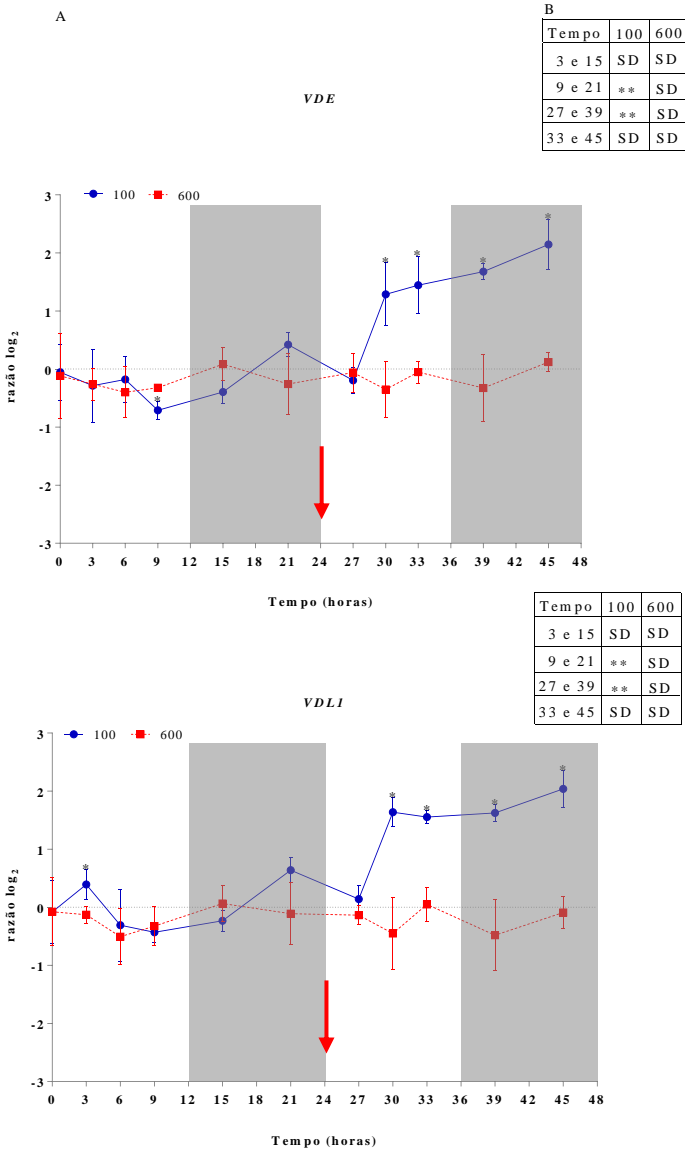 A
B
Tempo 100 600
3 e 15 SD SD
9 e 21 ** SD
27 e 39 ** SD
33 e 45 SD SD
VDE
100 600
3
2
1
0
-1
-2
-3
razão log2
* * * * *
0 3 6 9 12 15 18 21 24 27 30 33 36 39 42 45 48
Tempo (horas)
Tempo 100 600
3 e 15 SD SD
9 e 21 ** SD
27 e 39 ** SD
33 e 45 SD SD
VDL1
100 600
3
2
1
0
-1
-2
-3
razão log2
* * * * *
0 3 6 9 12 15 18 21 24 27 30 33 36 39 42 45 48
Tempo (horas)